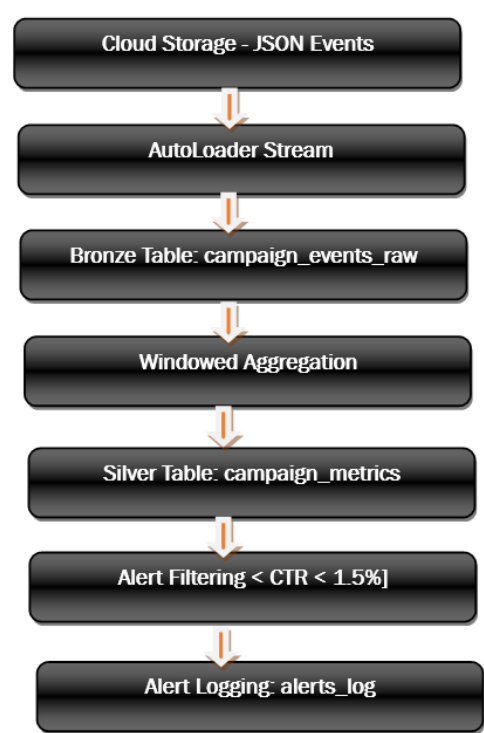 Cloud Storage - JSON Events
AutoLoader Stream
Bronze Table: campaign_events_raw
Windowed Aggregation
Silver Table: campaign_metrics
Alert Filtering < CTR < 1.5%]
Alert Logging: alerts_log